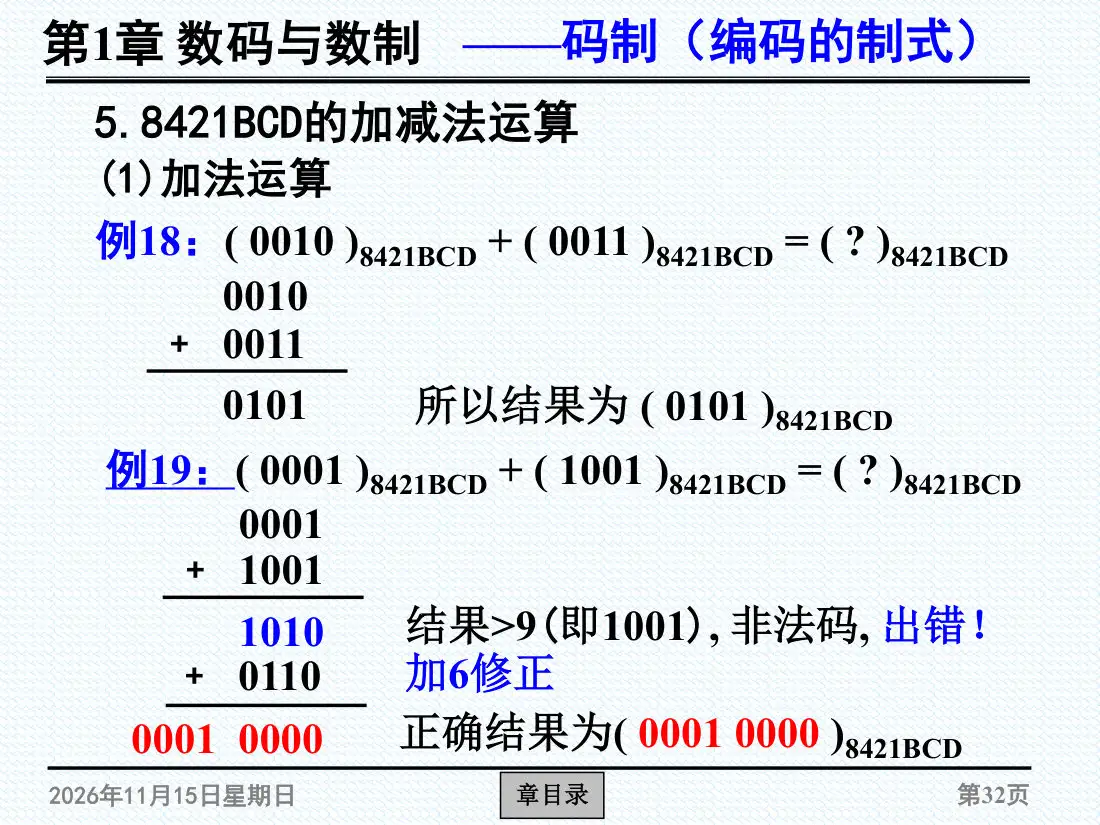 第1章 数码与数制 ——码制（编码的制式）
5.8421BCD的加减法运算
(1)加法运算
例18：( 0010 )8421BCD + ( 0011 )8421BCD = ( ? )8421BCD
0010
+ 0011
0101 所以结果为 ( 0101 )8421BCD
例19：( 0001 )8421BCD + ( 1001 )8421BCD = ( ? )8421BCD
0001
+ 1001
1010 结果>9(即1001), 非法码, 出错！
+ 0110 加6修正
0001 0000 正确结果为( 0001 0000 )8421BCD
2026年11月15日星期日 章目录 第32页